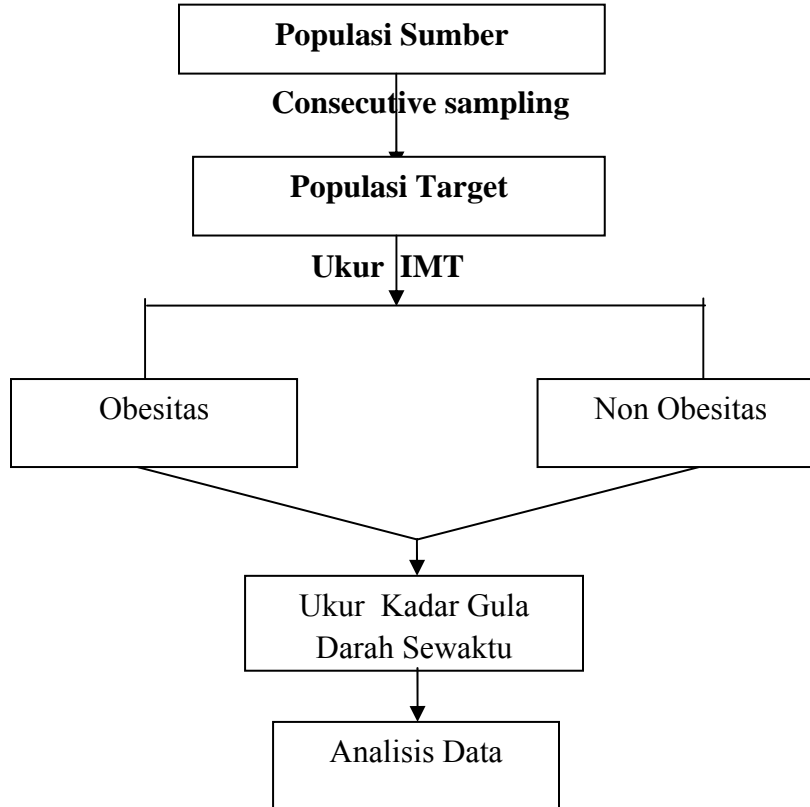 Populasi Sumber
Consecutive sampling
Populasi Target
Ukur IMT
Obesitas
Non Obesitas
Ukur Kadar Gula
Darah Sewaktu
Analisis Data